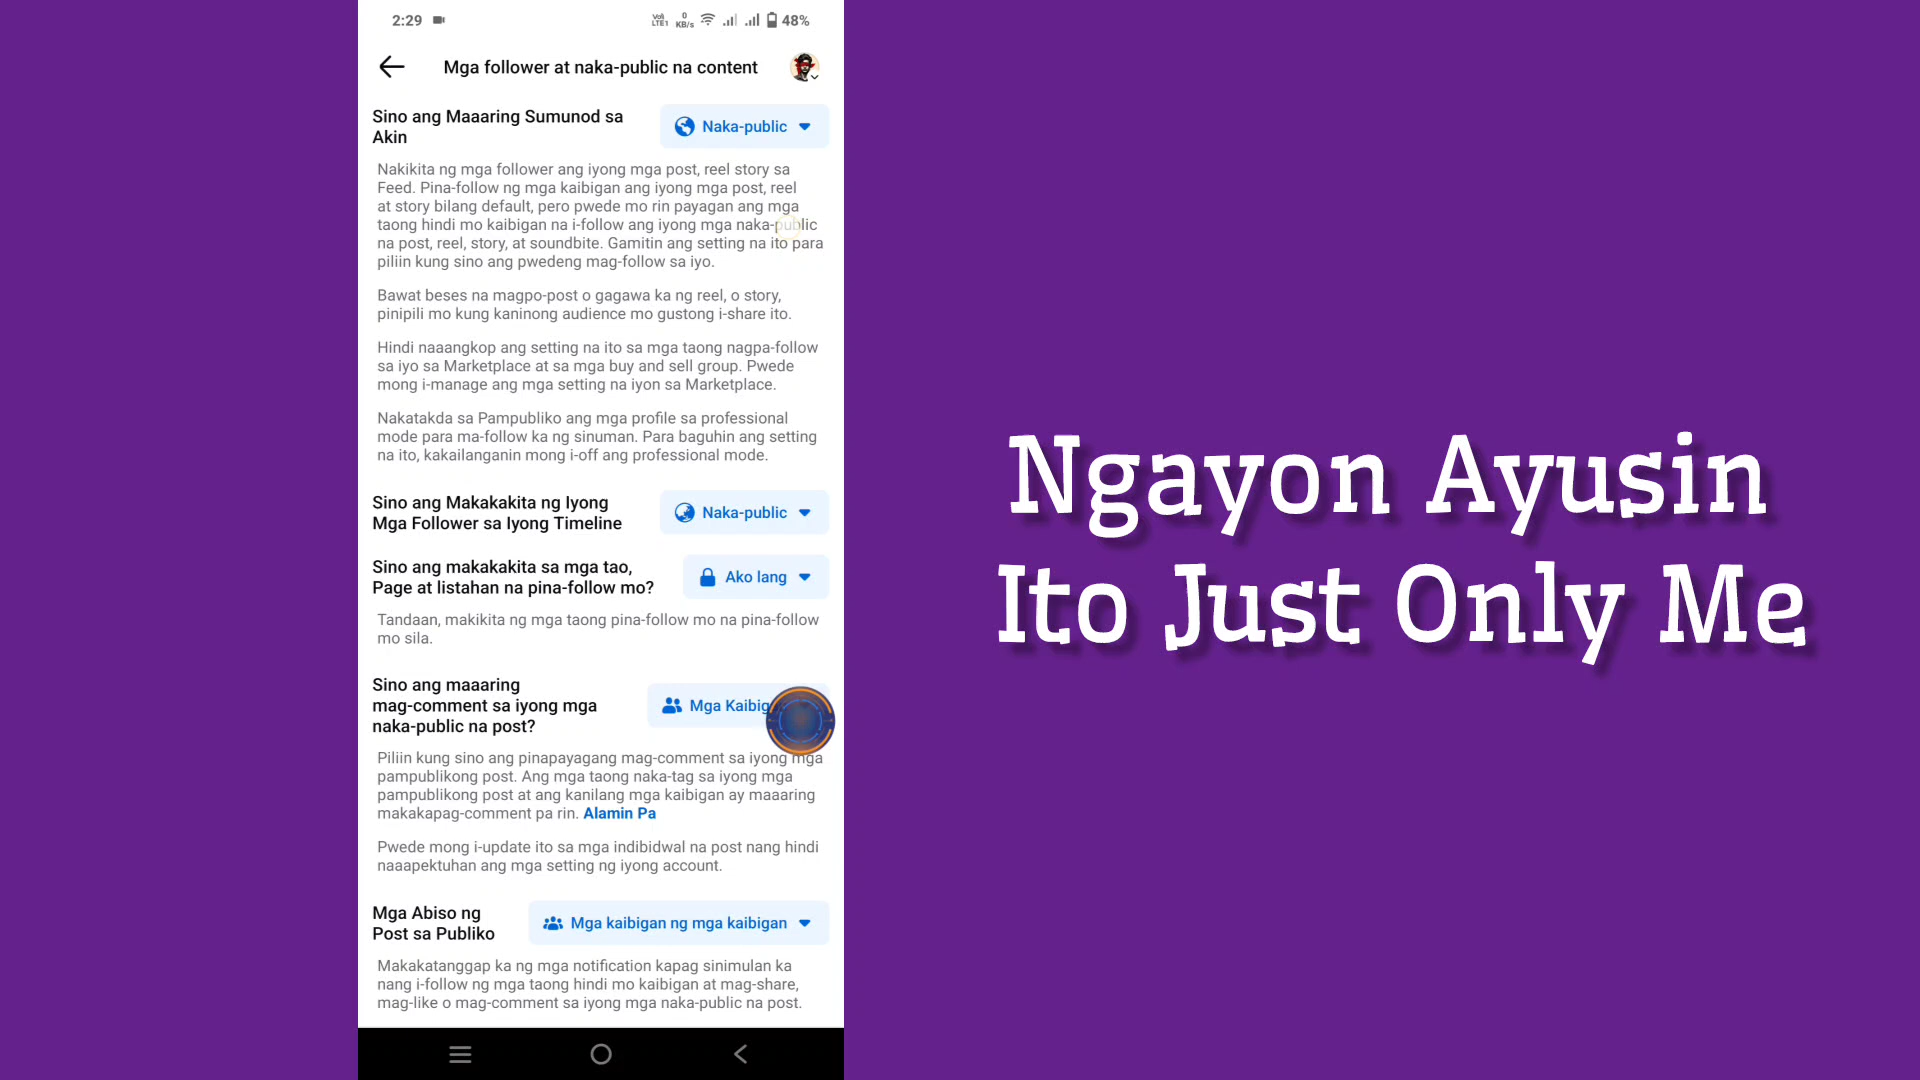 2:29
VoB LTE1
0 KB/s
48%
Mga follower at naka-public na content
Sino ang Maaaring Sumunod sa
Akin
Naka-public
Nakikita ng mga follower ang iyong mga post, reel story sa
Feed. Pina-follow ng mga kaibigan ang iyong mga post, reel
at story bilang default, pero pwede mo rin payagan ang mga
taong hindi mo kaibigan na i-follow ang iyong mga naka-public
na post, reel, story, at soundbite. Gamitin ang setting na ito para
piliin kung sino ang pwedeng mag-follow sa iyo.
Bawat beses na magpo-post o gagawa ka ng reel, o story,
pinipili mo kung kaninong audience mo gustong i-share ito.
Hindi naaangkop ang setting na ito sa mga taong nagpa-follow
sa iyo sa Marketplace at sa mga buy and sell group. Pwede
mong i-manage ang mga setting na iyon sa Marketplace.
Nakatakda sa Pampubliko ang mga profile sa professional
mode para ma-follow ka ng sinuman. Para baguhin ang setting
na ito, kakailanganin mong i-off ang professional mode.
Sino ang Makakakita ng Iyong
Mga Follower sa Iyong Timeline
Naka-public
Sino ang makakakita sa mga tao,
Page at listahan na pina-follow mo?
Ako lang
Tandaan, makikita ng mga taong pina-follow mo na pina-follow
mo sila.
Sino ang maaaring
mag-comment sa iyong mga
naka-public na post?
Mga
Piliin kung sino ang pinapayagang mag-comment sa iyong mga
pampublikong post. Ang mga taong naka-tag sa iyong mga
pampublikong post at ang kanilang mga kaibigan ay maaaring
makakapag-comment pa rin. Alamin Pa
Pwede mong i-update ito sa mga indibidwal na post nang hindi
naaapektuhan ang mga setting ng iyong account.
Mga Abiso ng
Post sa Publiko
Mga kaibigan ng mga kaibigan
Makakatanggap ka ng mga notification kapag sinimulan ka
nang i-follow ng mga taong hindi mo kaibigan at mag-share,
mag-like o mag-comment sa iyong mga naka-public na post.
Ngayon Ayusin
Ito Just Only Me